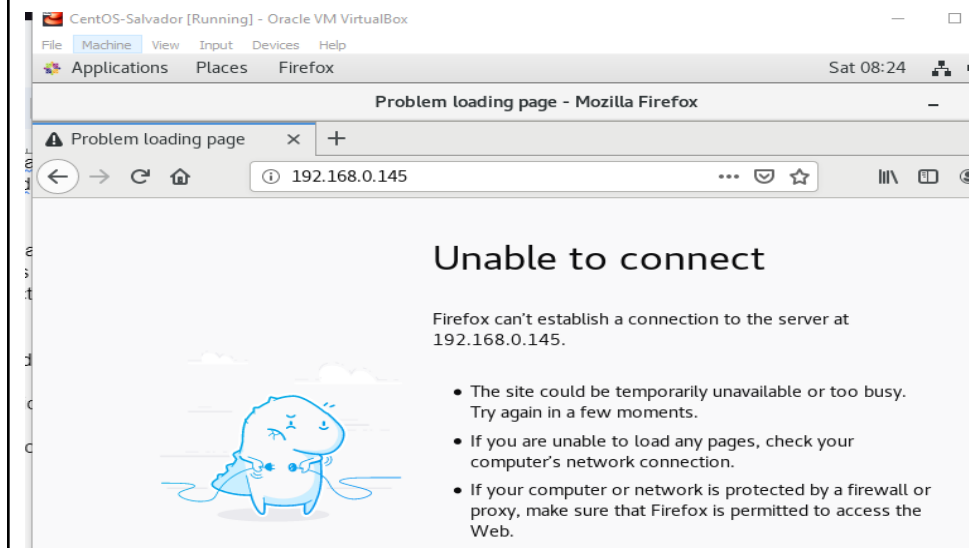 CentOS-Salvador [Running] - Oracle VM VirtualBox
File Machine View Input Devices Help
Applications Places Firefox Sat 08:24
Problem loading page - Mozilla Firefox
Problem loading page
192.168.0.145
Unable to connect
Firefox can't establish a connection to the server at
192.168.0.145.
• The site could be temporarily unavailable or too busy.
Try again in a few moments.
• If you are unable to load any pages, check your
computer's network connection.
• If your computer or network is protected by a firewall or
proxy, make sure that Firefox is permitted to access the
Web.